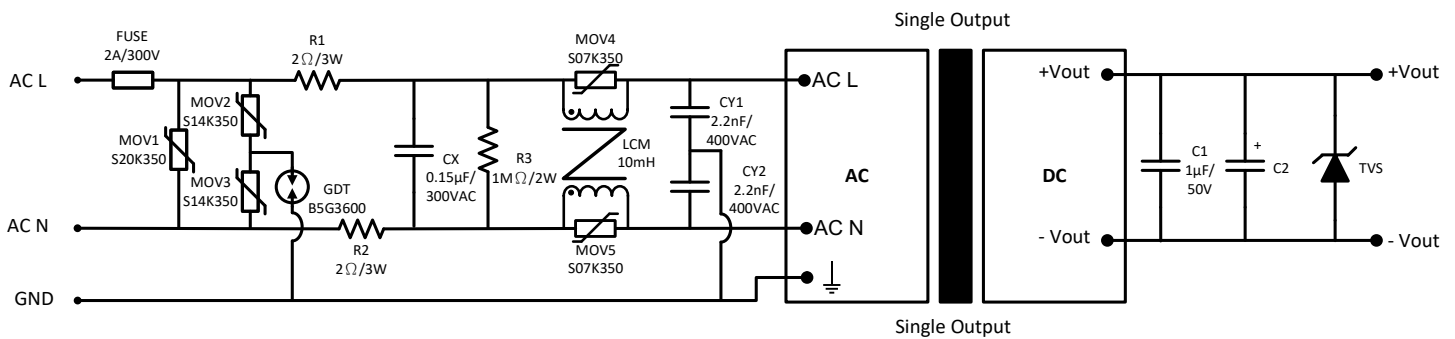 Single Output
FUSE
2A/300V
R1
2Ω/3W
MOV4
S07K350
AC L
AC L
+Vout
+Vout
MOV2
S14K350
MOV1
S20K350
CY1
2.2nF/
400VAC
LCM
10mH
CX
0.15μF/
300VAC
R3
1MΩ/2W
MOV3
S14K350
GDT
B5G3600
CY2
2.2nF/
400VAC
AC
DC
C1
1μF/
50V
+
C2
TVS
AC N
AC N
- Vout
- Vout
R2
2Ω/3W
MOV5
S07K350
GND
Single Output